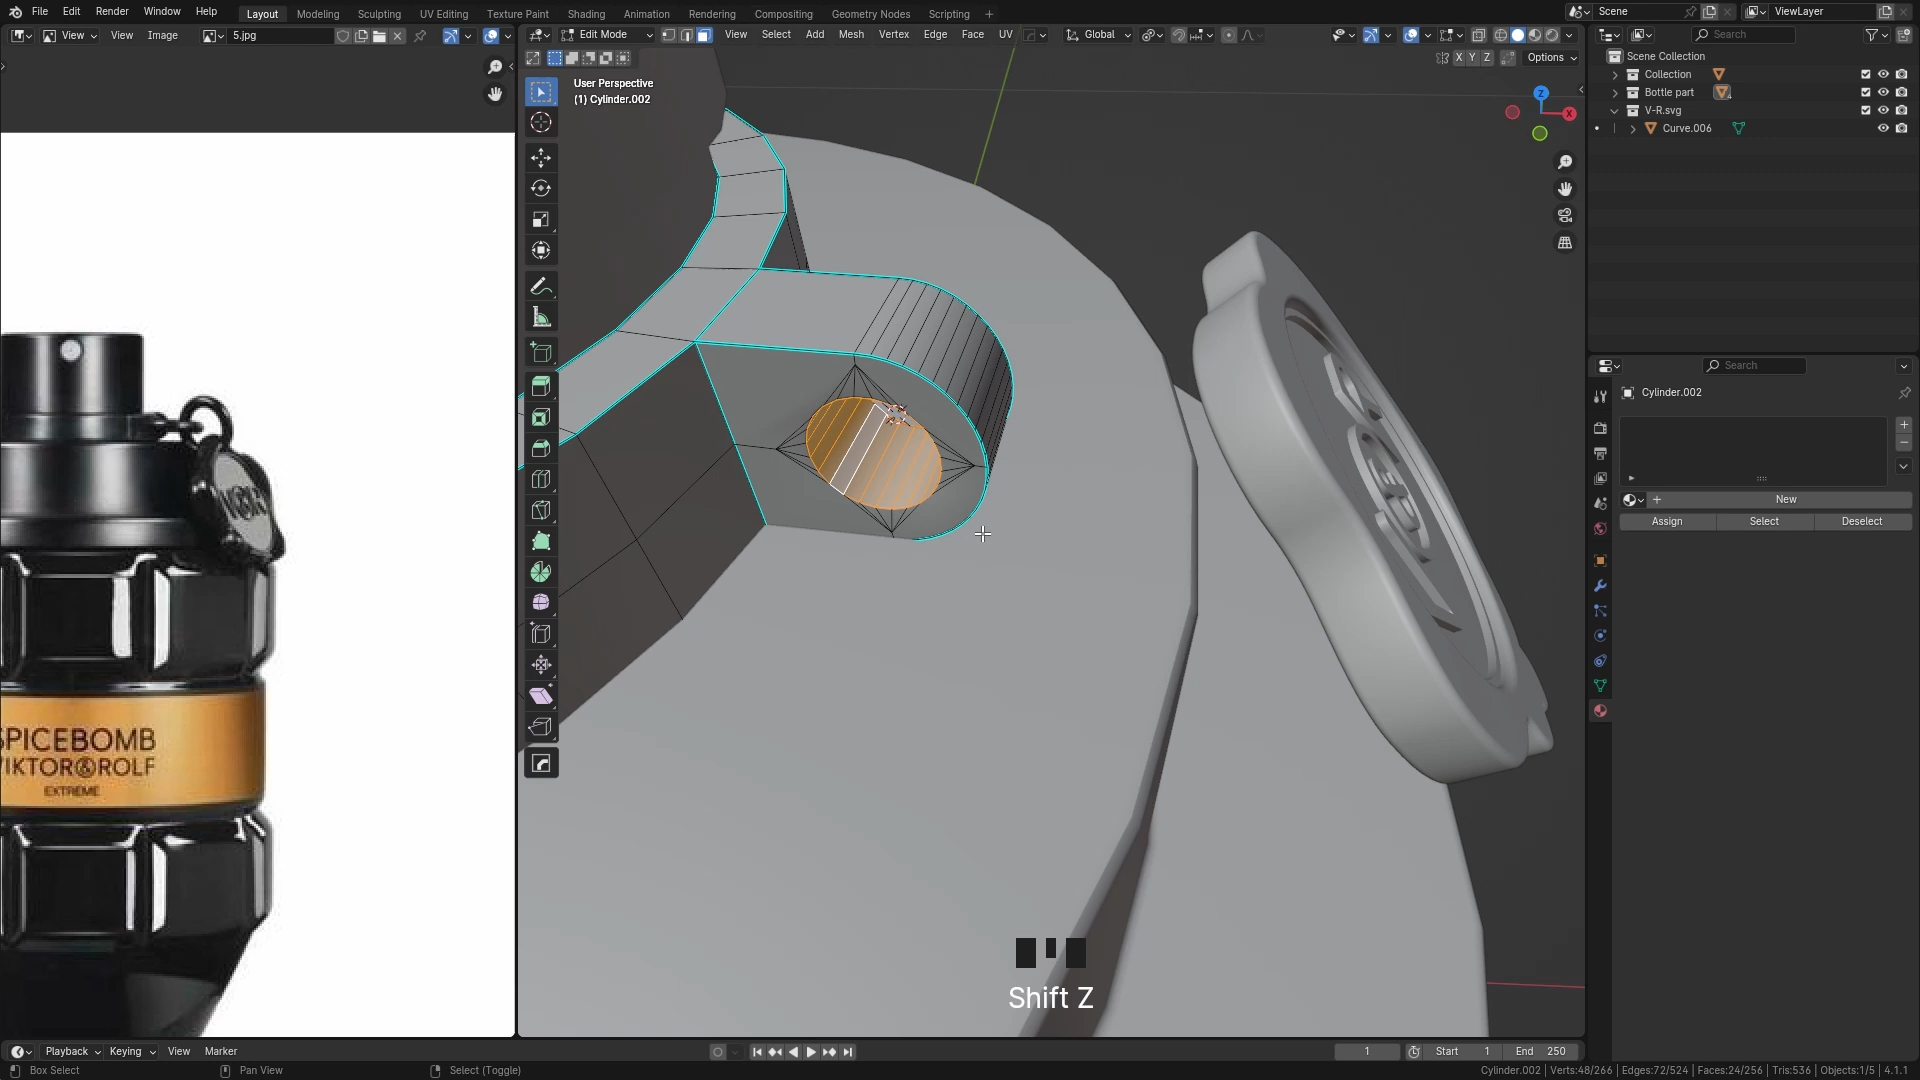 File Edit Render Window Help
Layout Modeling Sculpting UV Editing Texture Paint Shading Animation Rendering Compositing Geometry Nodes Scripting +
Scene
ViewLayer
View View Image 5.jpg
Edit Mode View Select Add Mesh Vertex Edge Face UV Global
Search
X Y Z Options
User Perspective
(1) Cylinder.002
Z
X
Scene Collection
Collection
Bottle part
V-R.svg
Curve.006
Search
Cylinder.002
New
Assign Select Deselect
SPICEBOMB
VIKTOR&ROLF
EXTREME
Shift Z
Playback Keying View Marker
1 Start 1 End 250
Box Select Pan View Select (Toggle)
Cylinder.002 | Verts:48/266 | Edges:72/524 | Faces:24/256 | Tris:536 | Objects:1/5 | 4.1.1